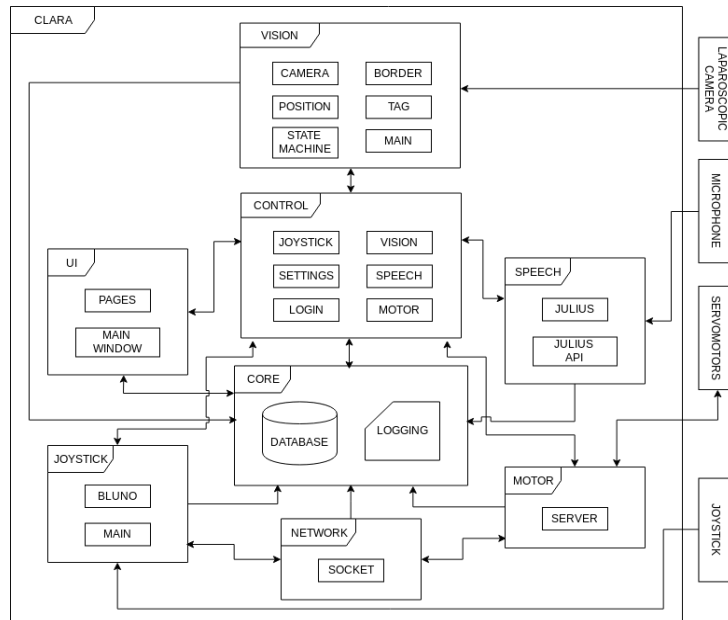 CLARA
VISION
CAMERA
BORDER
POSITION
TAG
STATE
MACHINE
MAIN
LAPAROSCOPIC
CAMERA
CONTROL
JOYSTICK
VISION
SETTINGS
SPEECH
LOGIN
MOTOR
MICROPHONE
UI
PAGES
MAIN
WINDOW
SPEECH
JULIUS
JULIUS
API
SERVOMOTORS
CORE
DATABASE
LOGGING
JOYSTICK
BLUNO
MAIN
MOTOR
SERVER
NETWORK
SOCKET
JOYSTICK